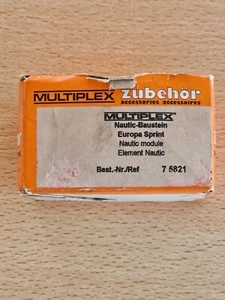 MULTIPLEX zubehör
accessories accessoires
MULTIPLEX
Nautic-Baustein
Europa Sprint
Nautic module
Element Nautic
Best.-Nr./Ref 7 5821